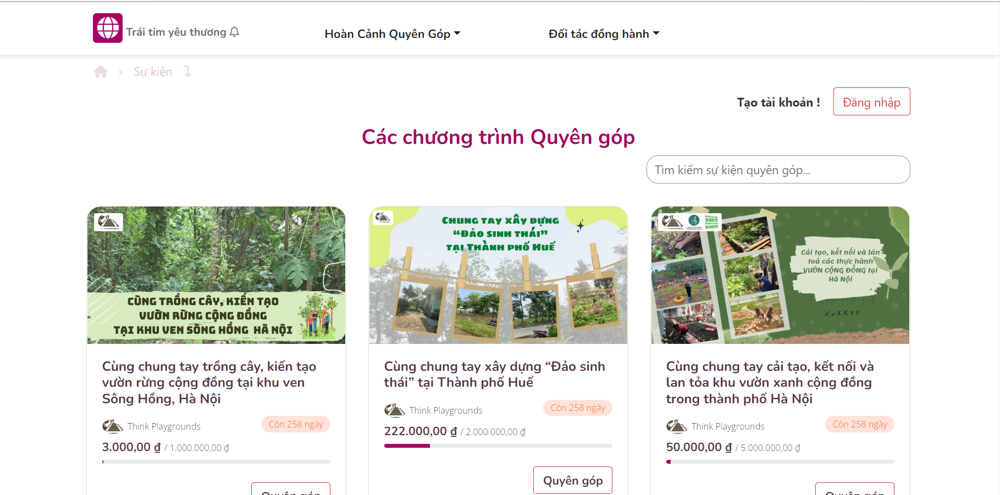 Trái tim yêu thương
Hoàn Cảnh Quyên Góp
Đối tác đồng hành
Sự kiện
Tạo tài khoản !
Đăng nhập
Các chương trình Quyên góp
Tìm kiếm sự kiện quyên góp...
CÙNG TRỒNG CÂY, KIẾN TẠO
VƯỜN RỪNG CỘNG ĐỒNG
TẠI KHU VEN SÔNG HỒNG HÀ NỘI
Cùng chung tay trồng cây, kiến tạo
vườn rừng cộng đồng tại khu ven
Sông Hồng, Hà Nội
Think Playgrounds
Còn 258 ngày
3.000,00 ₫ / 1.000.000,00 ₫
Quyên góp
CHUNG TAY XÂY DỰNG
“ĐẢO SINH THÁI”
TẠI THÀNH PHỐ HUẾ
Cùng chung tay xây dựng “Đảo sinh
thái” tại Thành phố Huế
Think Playgrounds
Còn 258 ngày
222.000,00 ₫ / 2.000.000,00 ₫
Quyên góp
Cải tạo, kết nối và lan
toả các thực hành
VƯỜN CỘNG ĐỒNG tại
Hà Nội
Cùng chung tay cải tạo, kết nối và
lan tỏa khu vườn xanh cộng đồng
trong thành phố Hà Nội
Think Playgrounds
Còn 258 ngày
50.000,00 ₫ / 5.000.000,00 ₫
Quyên góp